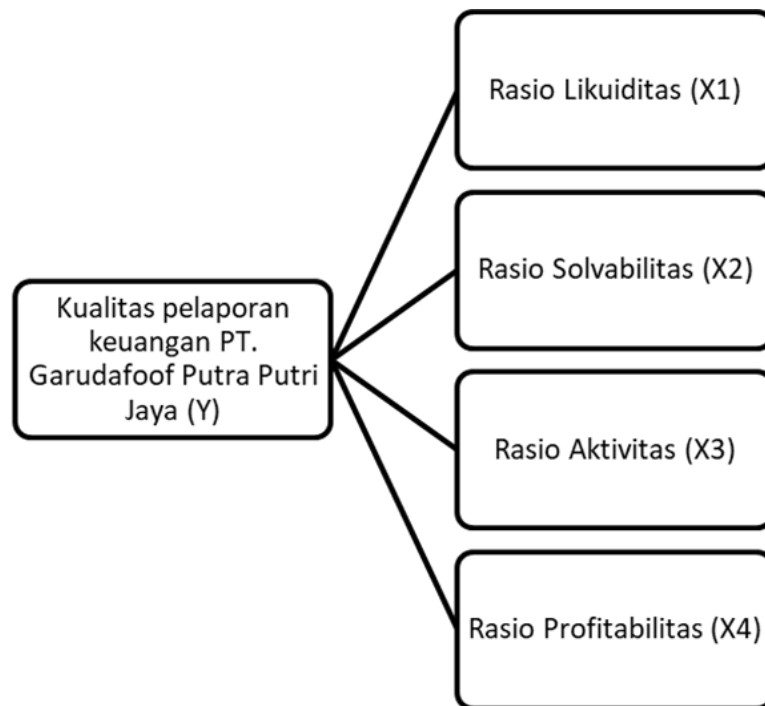 Kualitas pelaporan
keuangan PT.
Garudafoof Putra Putri
Jaya (Y)
Rasio Likuiditas (X1)
Rasio Solvabilitas (X2)
Rasio Aktivitas (X3)
Rasio Profitabilitas (X4)